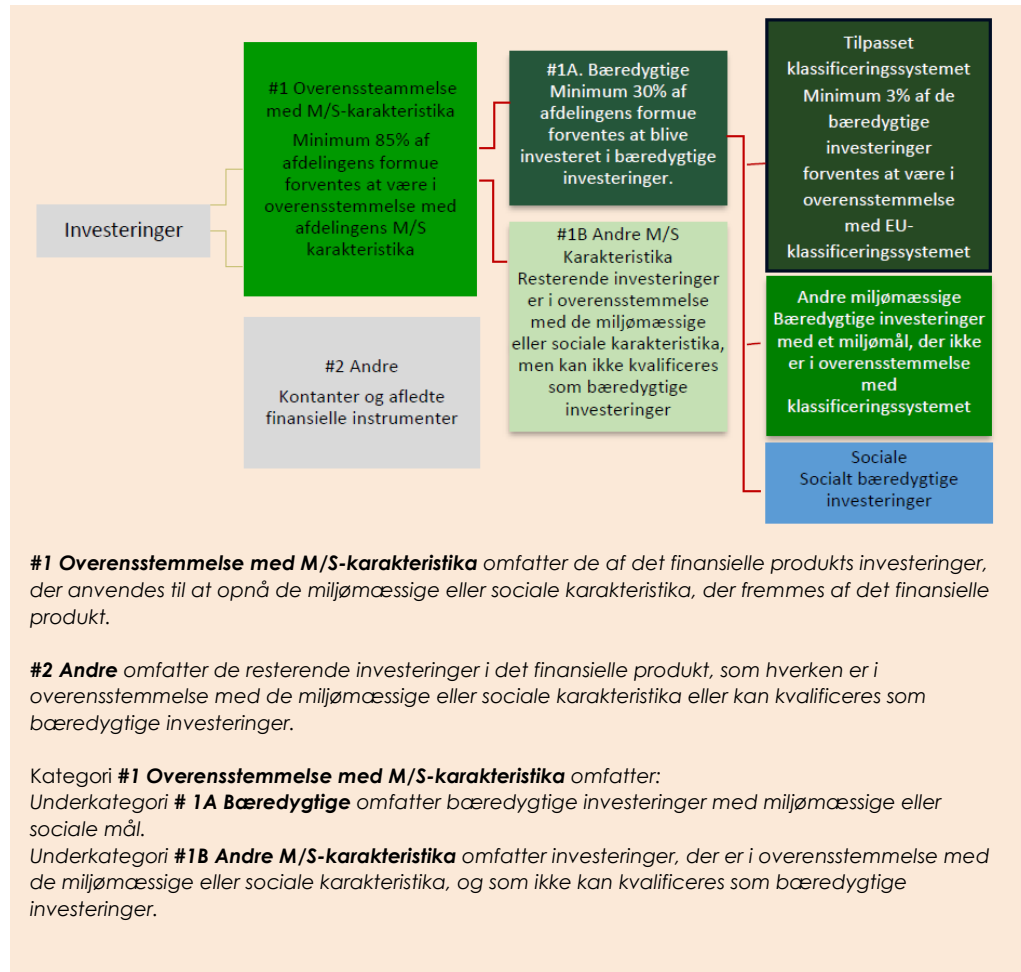 Investeringer
#1 Overenssteammelse
med M/S-karakteristika
Minimum 85% af
afdelingens formue
forventes at være i
overensstemmelse med
afdelingens M/S
karakteristika
#2 Andre
Kontanter og afledte
finansielle instrumenter
#1A. Bæredygtige
Minimum 30% af
afdelingens formue
forventes at blive
investeret i bæredygtige
investeringer.
#1B Andre M/S
Karakteristika
Resterende investeringer
er i overensstemmelse
med de miljømæssige
eller sociale karakteristika,
men kan ikke kvalificeres
som bæredygtige
investeringer
Tilpasset
klassificeringssystemet
Minimum 3% af de
bæredygtige
investeringer
forventes at være i
overensstemmelse
med EU-
klassificeringssystemet
Andre miljømæssige
Bæredygtige investeringer
med et miljømål, der ikke
er i overensstemmelse
med
klassificeringssystemet
Sociale
Socialt bæredygtige
investeringer
#1 Overensstemmelse med M/S-karakteristika omfatter de af det finansielle produkts investeringer,
der anvendes til at opnå de miljømæssige eller sociale karakteristika, der fremmes af det finansielle
produkt.
#2 Andre omfatter de resterende investeringer i det finansielle produkt, som hverken er i
overensstemmelse med de miljømæssige eller sociale karakteristika eller kan kvalificeres som
bæredygtige investeringer.
Kategori #1 Overensstemmelse med M/S-karakteristika omfatter:
Underkategori # 1A Bæredygtige omfatter bæredygtige investeringer med miljømæssige eller
sociale mål.
Underkategori #1B Andre M/S-karakteristika omfatter investeringer, der er i overensstemmelse med
de miljømæssige eller sociale karakteristika, og som ikke kan kvalificeres som bæredygtige
investeringer.